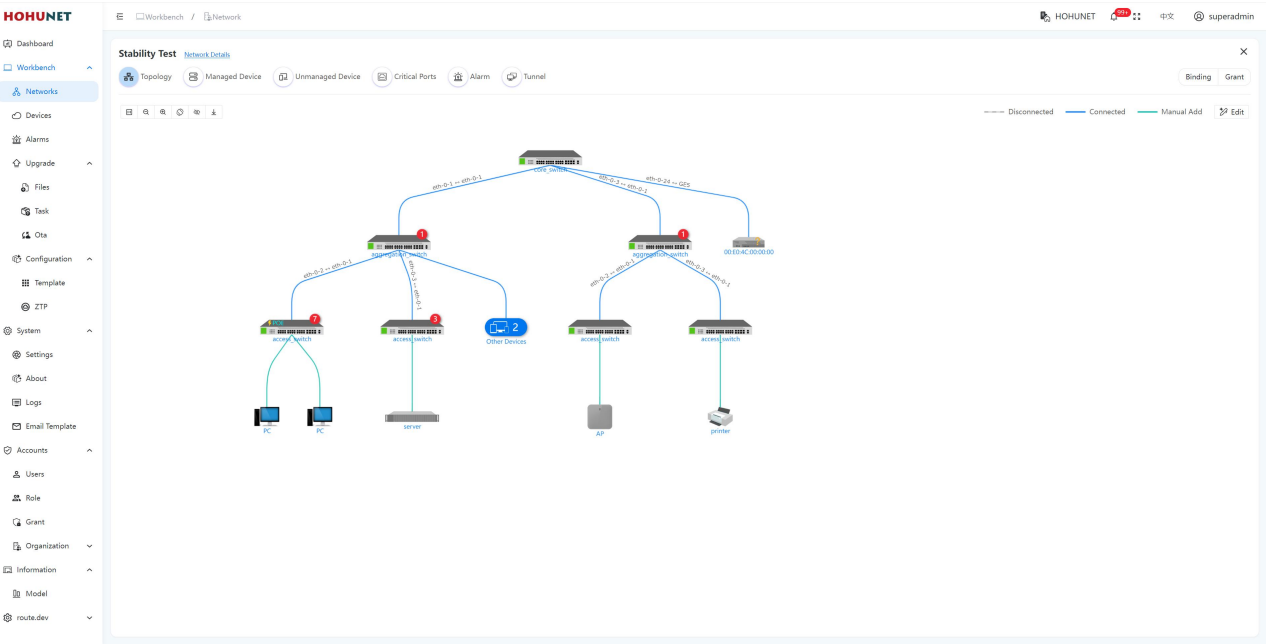 HOHUNET
Workbench / Network
HOHUNET 99+ 中文 superadmin
Dashboard
Workbench
Networks
Devices
Alarms
Upgrade
Files
Task
Ota
Configuration
Template
ZTP
System
Settings
About
Logs
Email Template
Accounts
Users
Role
Grant
Organization
Information
Model
route.dev
Stability Test Network Details
Topology Managed Device Unmanaged Device Critical Ports Alarm Tunnel Binding Grant
Disconnected Connected Manual Add Edit
core_switch
eth-0-1 -- eth-0-1
eth-0-3 -- eth-0-1
eth-0-24 -- GE5
1
1
aggregation_switch
aggregation_switch
00:E0:4C:00:00:00
eth-0-2 -- eth-0-1
eth-0-3 -- eth-0-1
eth-0-2 -- eth-0-1
eth-0-3 -- eth-0-1
7
3
2
access_switch
access_switch
Other Devices
access_switch
access_switch
PC
PC
server
AP
printer